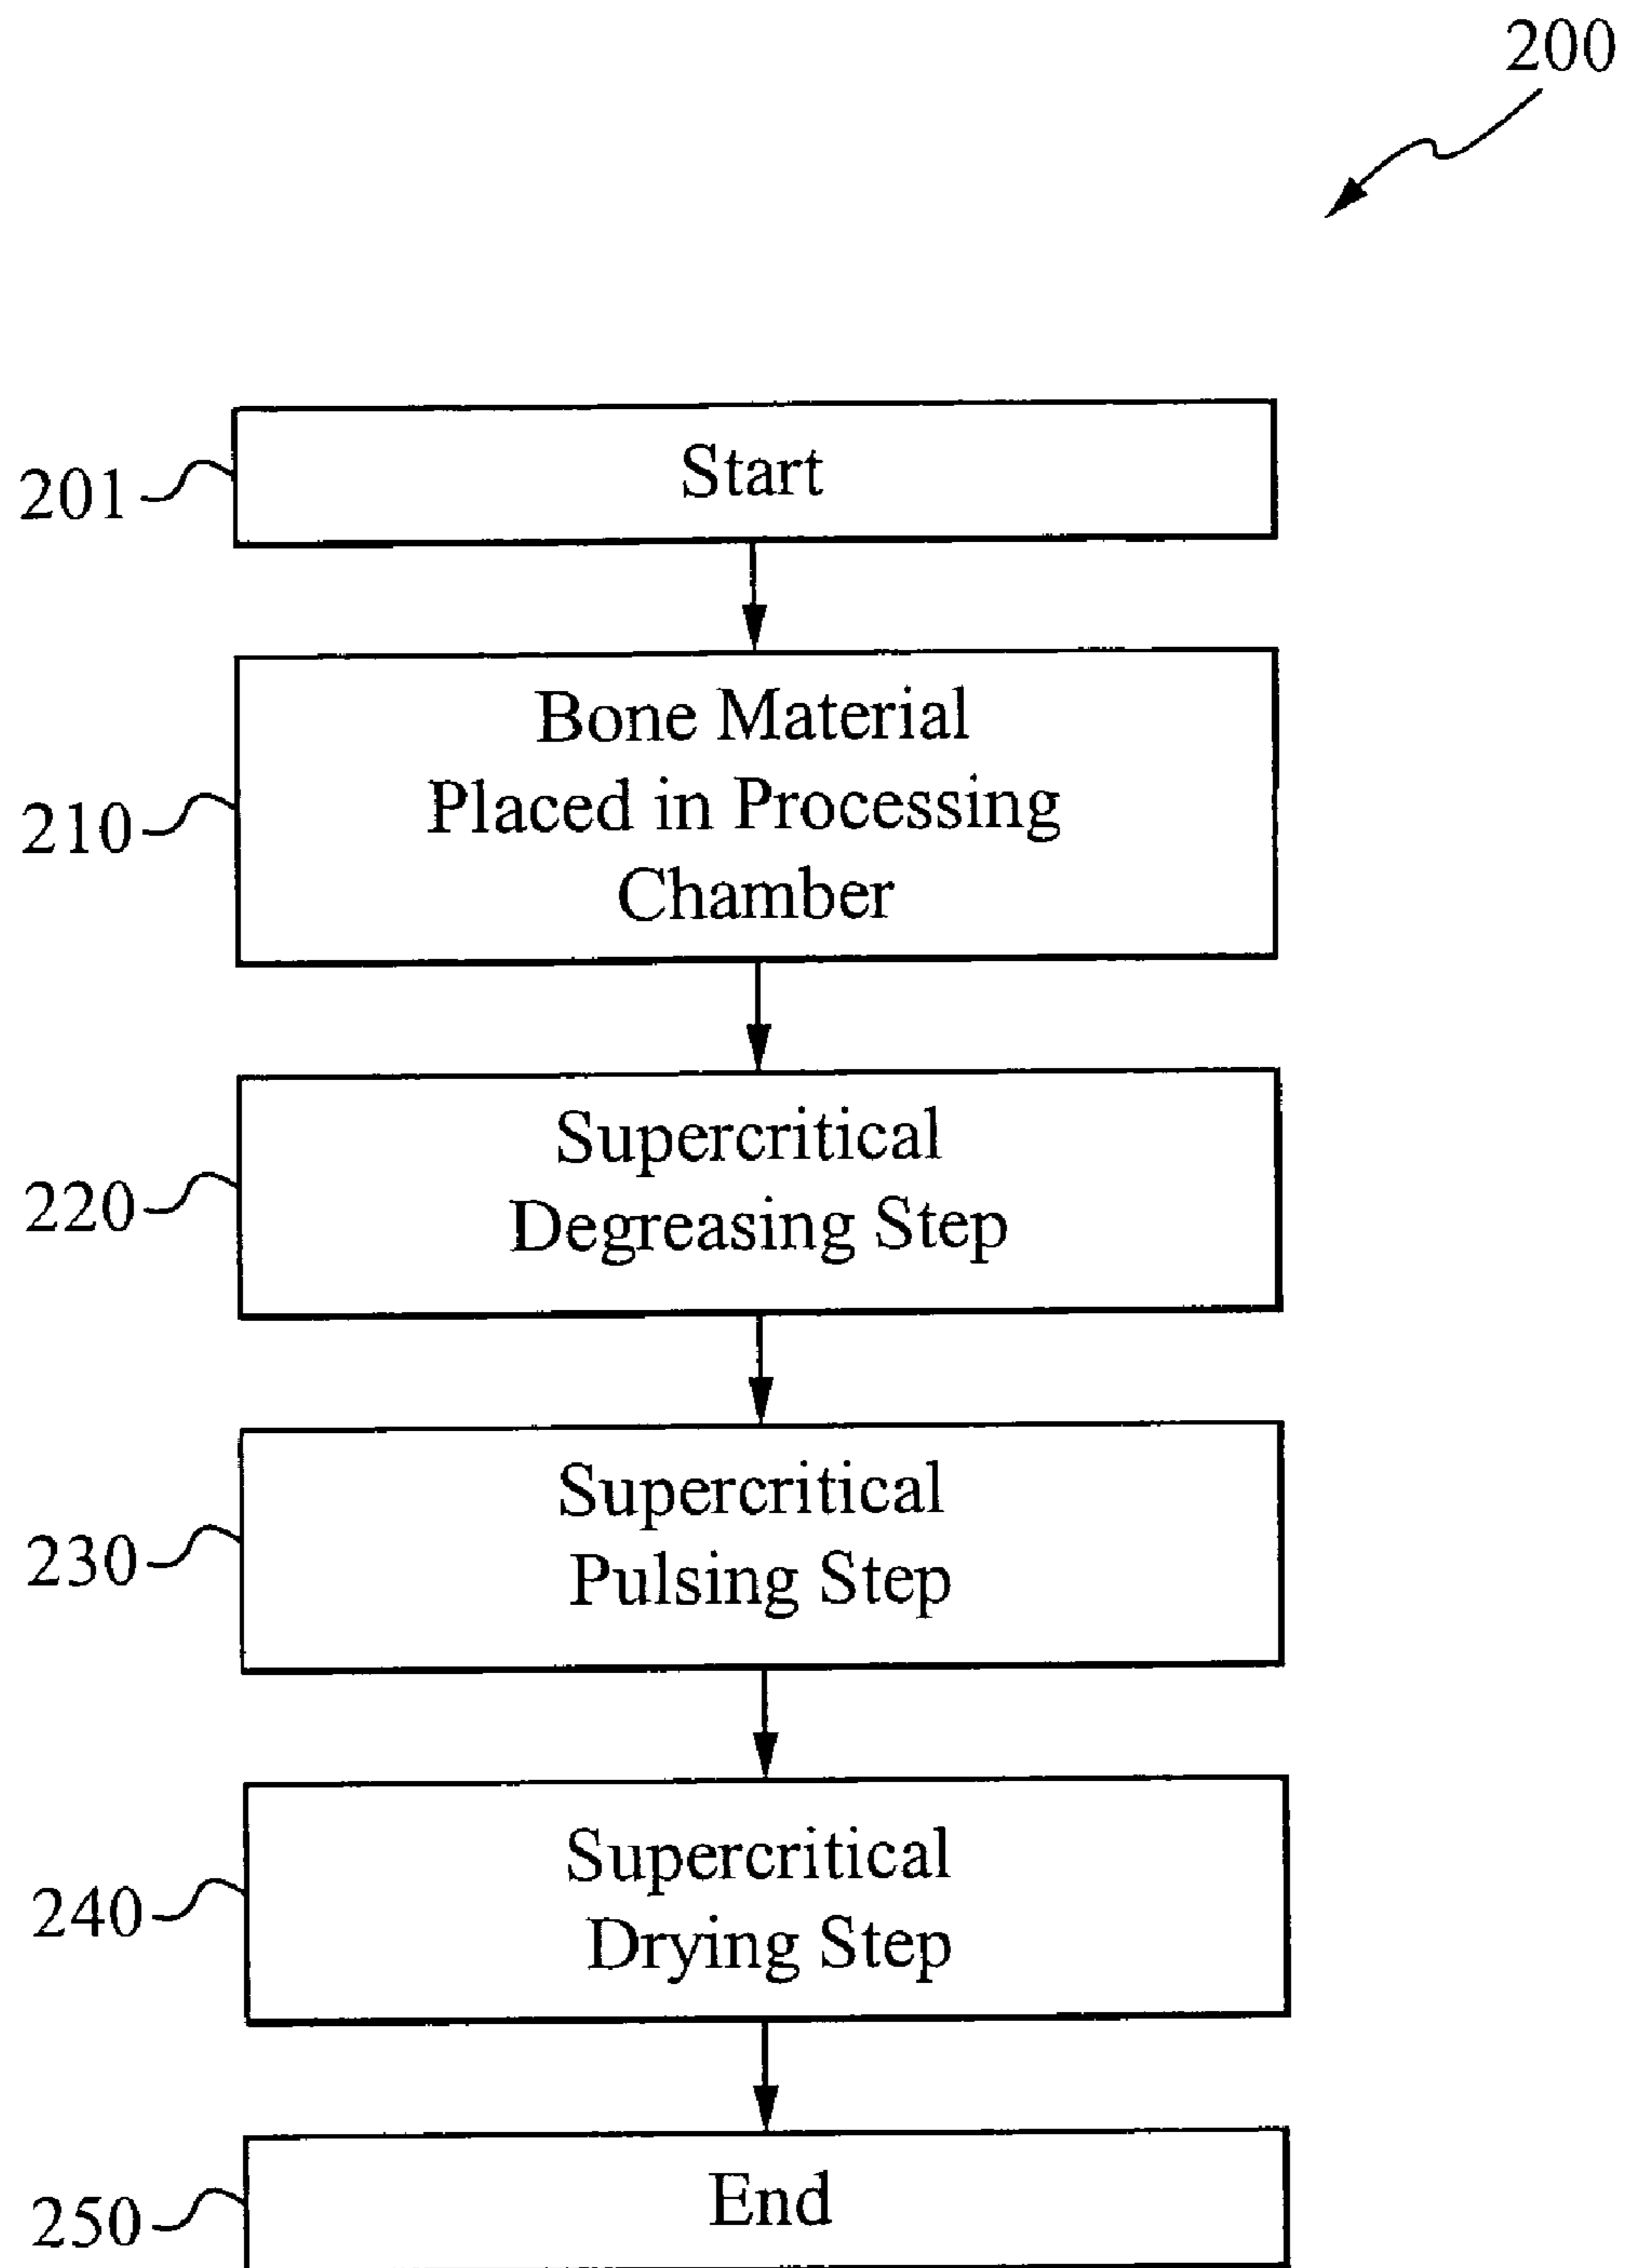 200
201
Start
210
Bone Material
Placed in Processing
Chamber
220
Supercritical
Degreasing Step
230
Supercritical
Pulsing Step
240
Supercritical
Drying Step
250
End